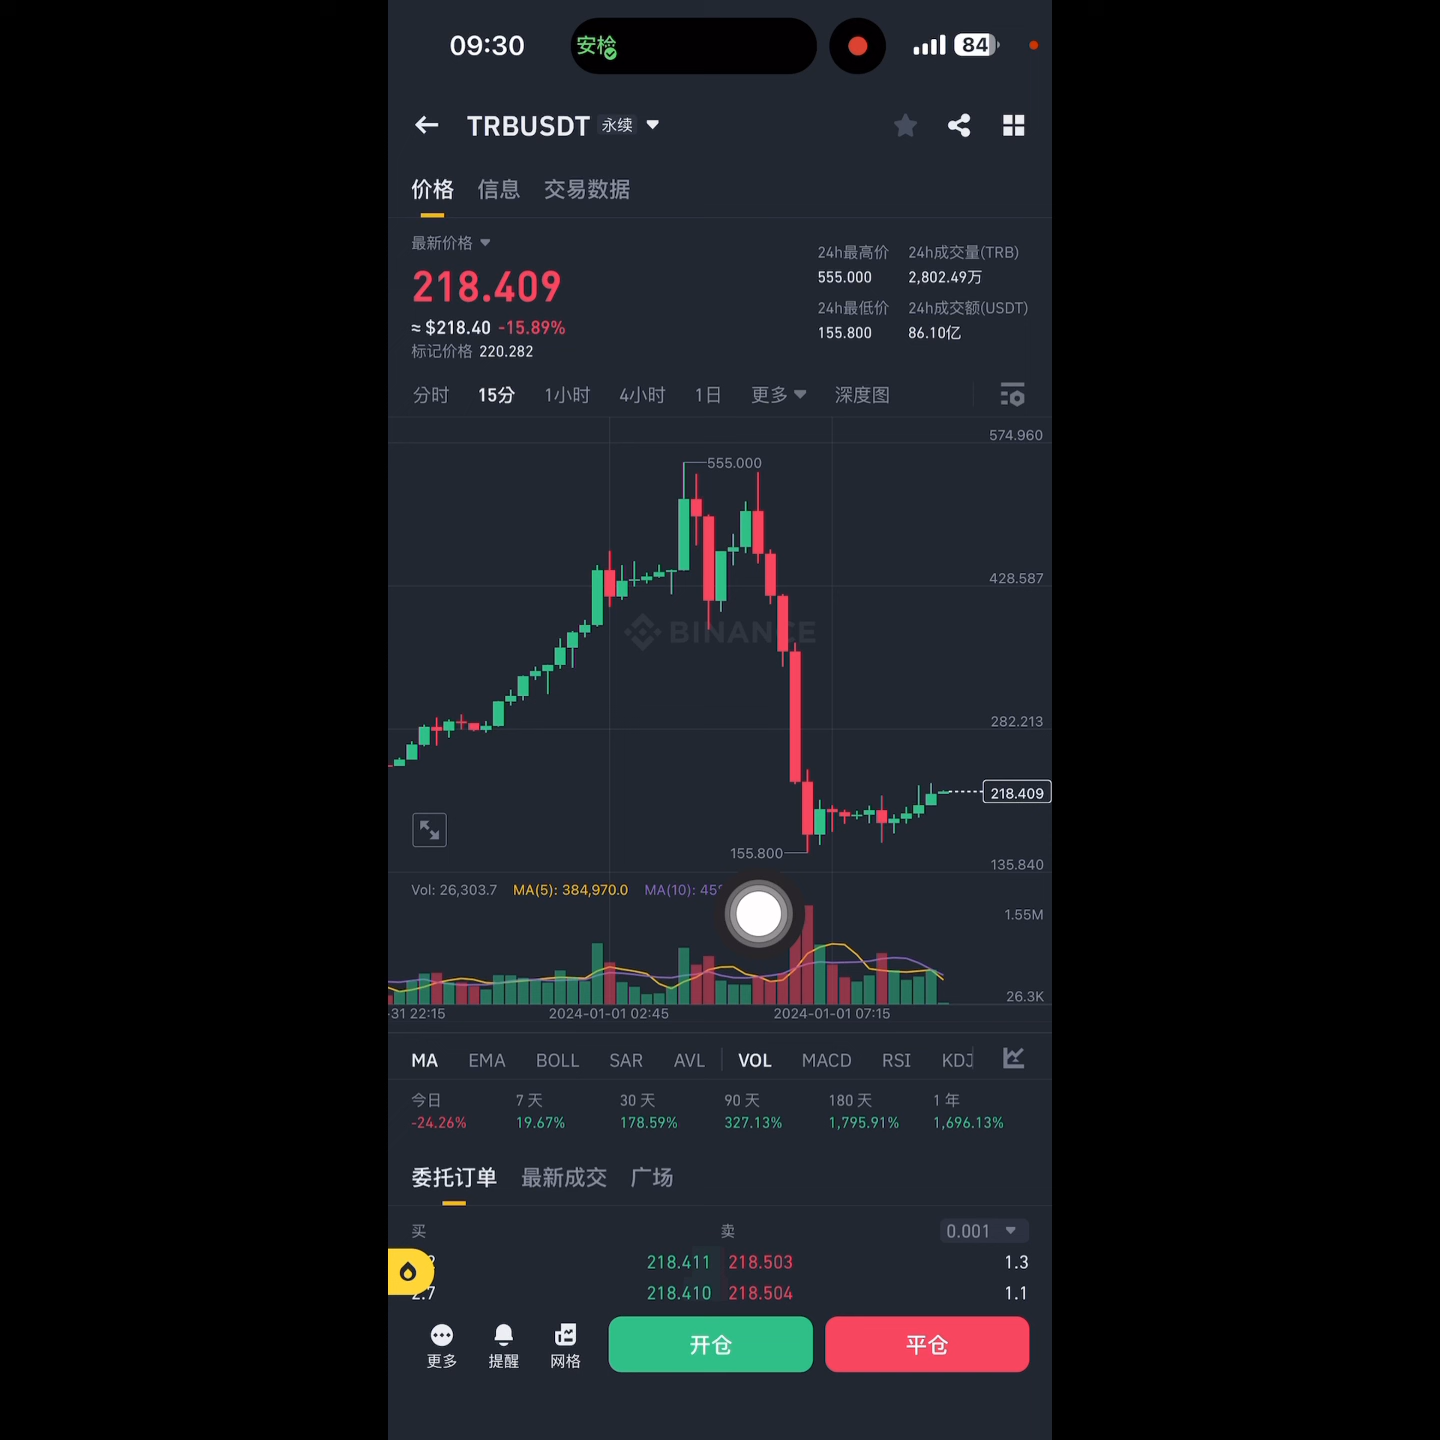 09:30 安检 84
TRBUSDT 永续
价格 信息 交易数据
最新价格
218.409
≈ $218.40 -15.89%
标记价格 220.282
24h最高价 24h成交量(TRB)
555.000 2,802.49万
24h最低价 24h成交额(USDT)
155.800 86.10亿
分时 15分 1小时 4小时 1日 更多 深度图
574.960
555.000
428.587
BINANCE
282.213
218.409
155.800
135.840
Vol: 26,303.7 MA(5): 384,970.0 MA(10):
1.55M
26.3K
-31 22:15 2024-01-01 02:45 2024-01-01 07:15
MA EMA BOLL SAR AVL VOL MACD RSI KDJ
今日 7 天 30 天 90 天 180 天 1 年
-24.26% 19.67% 178.59% 327.13% 1,795.91% 1,696.13%
委托订单 最新成交 广场
买 卖 0.001
218.411 218.503 1.3
2.7 218.410 218.504 1.1
更多 提醒 网格 开仓 平仓